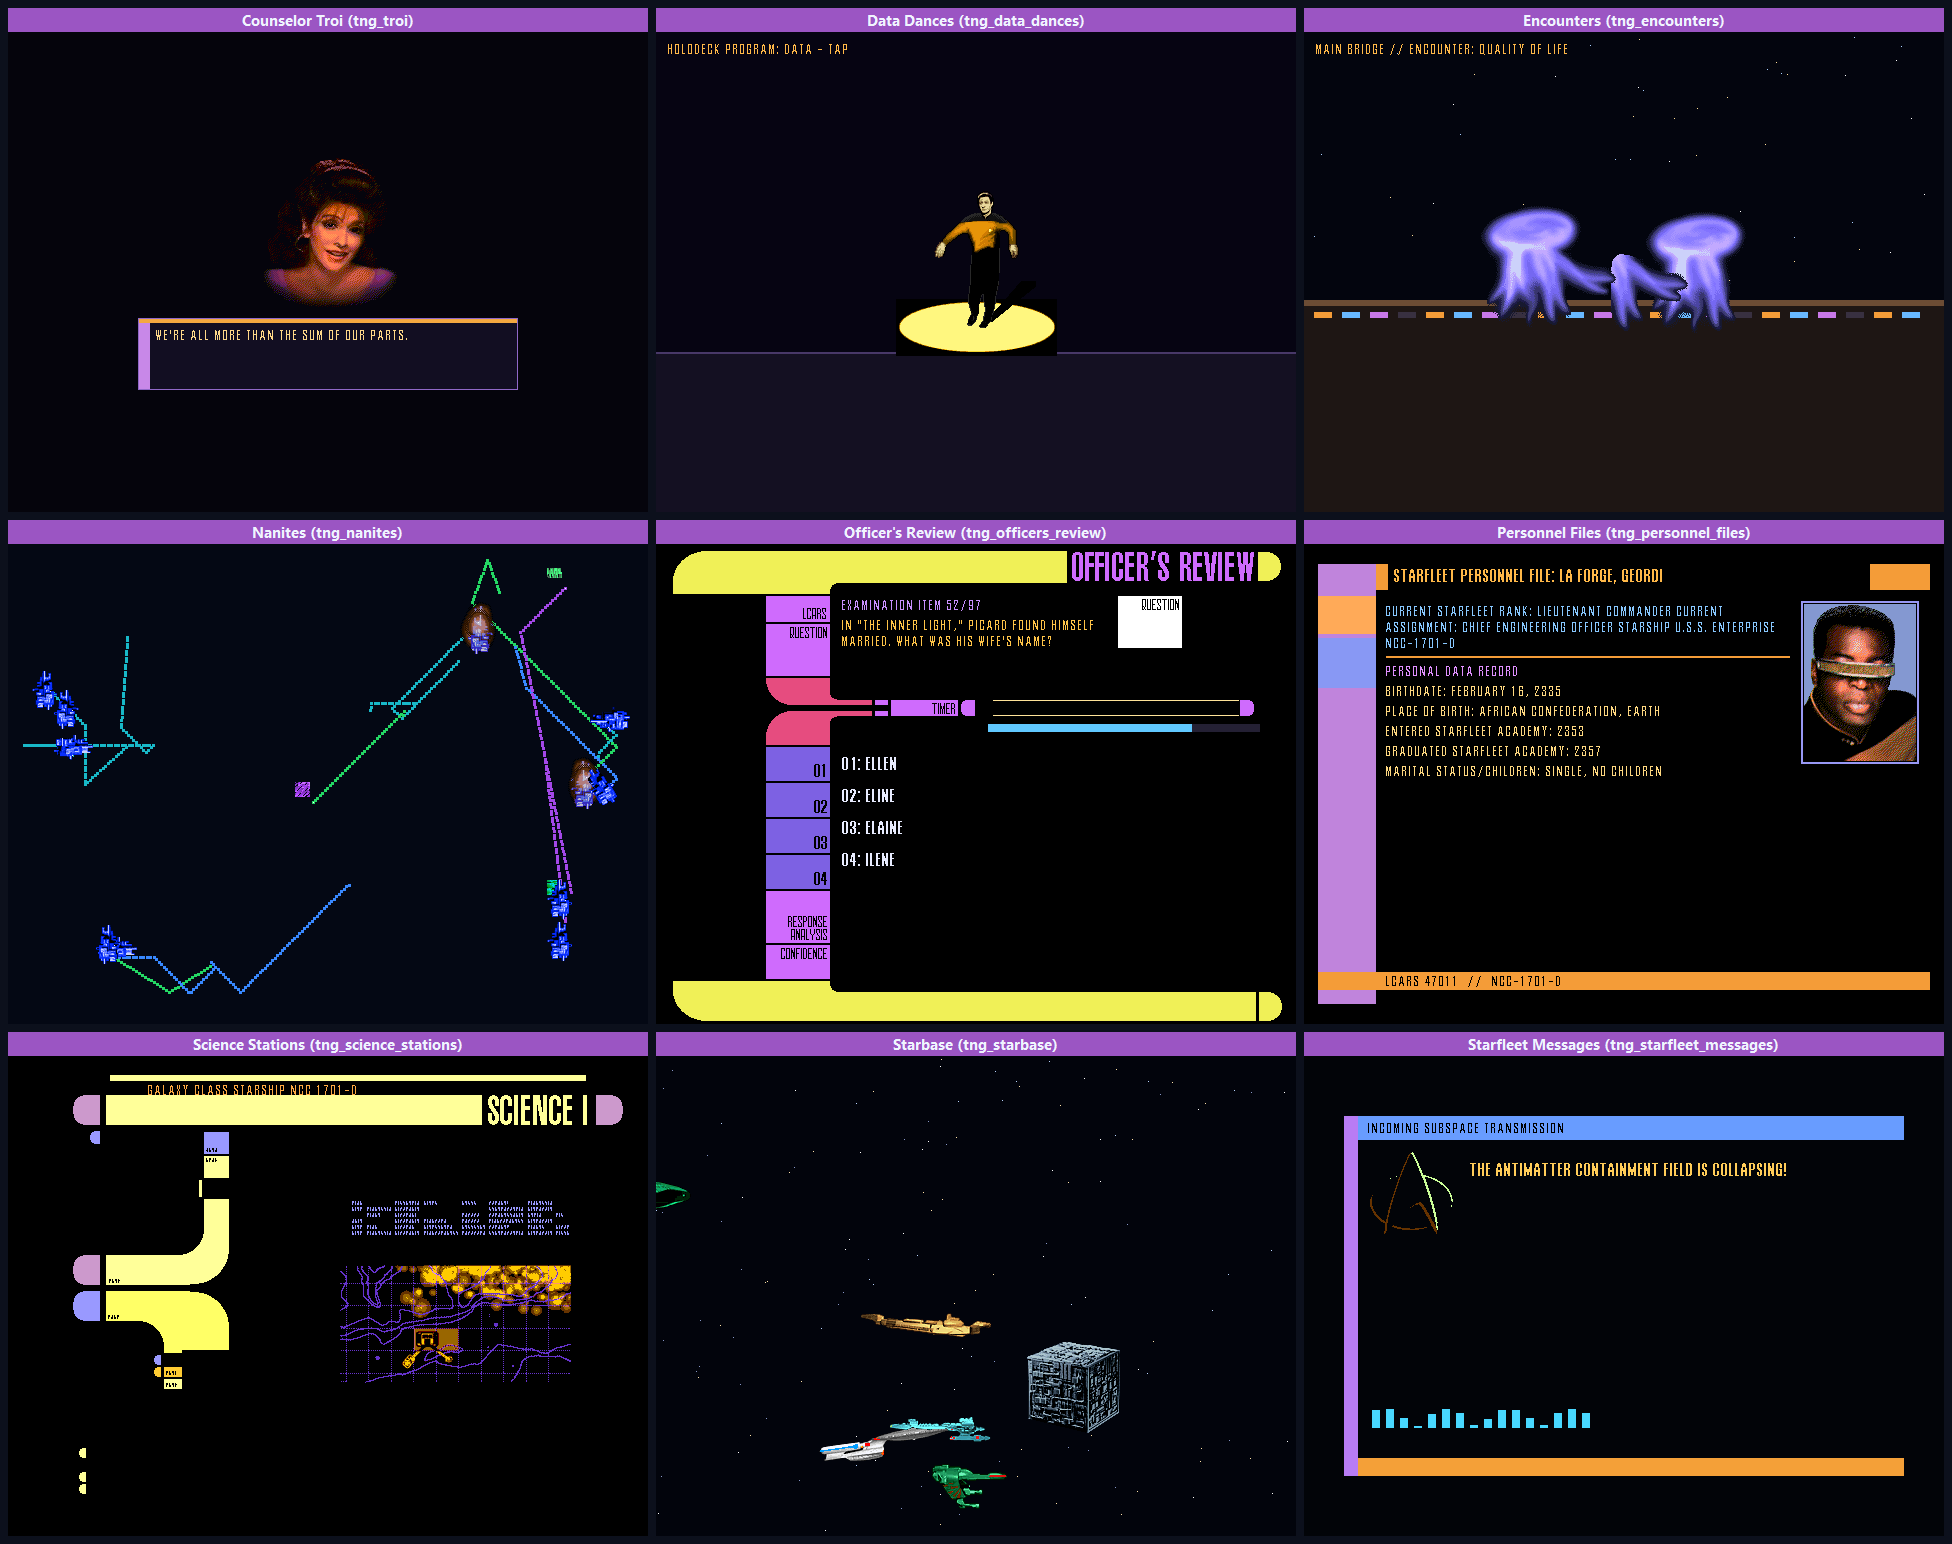 Counselor Troi (tng_troi)
WE'RE ALL MORE THAN THE SUM OF OUR PARTS.
Data Dances (tng_data_dances)
HOLODECK PROGRAM: DATA - TAP
Encounters (tng_encounters)
MAIN BRIDGE // ENCOUNTER: QUALITY OF LIFE
Nanites (tng_nanites)
Officer's Review (tng_officers_review)
OFFICER'S REVIEW
LCARS
EXAMINATION ITEM 52/97
QUESTION
QUESTION
IN "THE INNER LIGHT," PICARD FOUND HIMSELF
MARRIED. WHAT WAS HIS WIFE'S NAME?
TIMER
01
01: ELLEN
02
02: ELINE
03
03: ELAINE
04
04: ILENE
RESPONSE
ANALYSIS
CONFIDENCE
Personnel Files (tng_personnel_files)
STARFLEET PERSONNEL FILE: LA FORGE, GEORDI
CURRENT STARFLEET RANK: LIEUTENANT COMMANDER CURRENT
ASSIGNMENT: CHIEF ENGINEERING OFFICER STARSHIP U.S.S. ENTERPRISE
NCC-1701-D
PERSONAL DATA RECORD
BIRTHDATE: FEBRUARY 16, 2335
PLACE OF BIRTH: AFRICAN CONFEDERATION, EARTH
ENTERED STARFLEET ACADEMY: 2353
GRADUATED STARFLEET ACADEMY: 2357
MARITAL STATUS/CHILDREN: SINGLE, NO CHILDREN
LCARS 47011 // NCC-1701-D
Science Stations (tng_science_stations)
GALAXY CLASS STARSHIP NCC 1701-D
SCIENCE I
Starbase (tng_starbase)
Starfleet Messages (tng_starfleet_messages)
INCOMING SUBSPACE TRANSMISSION
THE ANTIMATTER CONTAINMENT FIELD IS COLLAPSING!